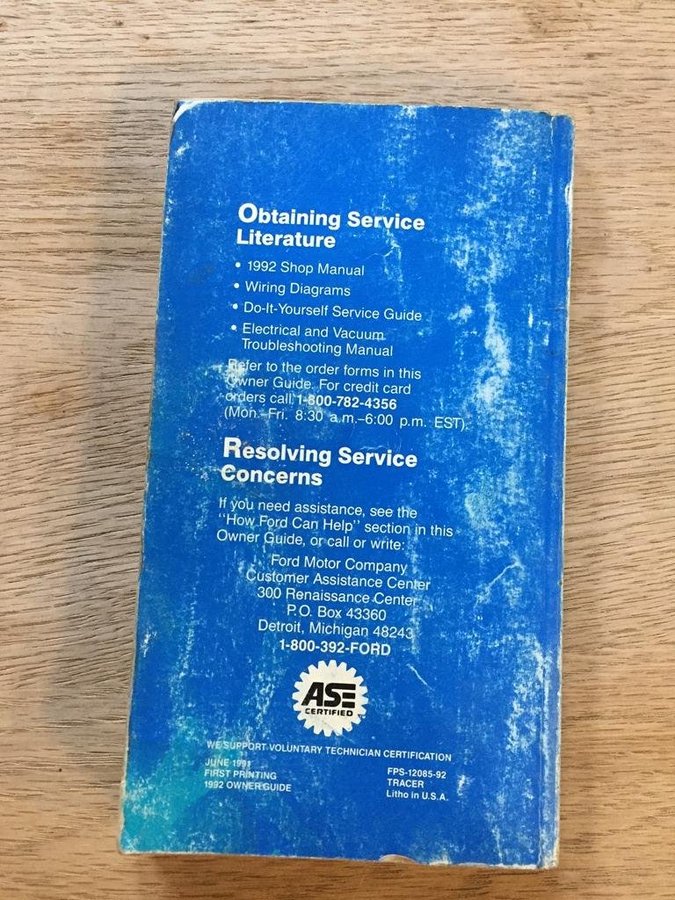 Obtaining Service
Literature
• 1992 Shop Manual
• Wiring Diagrams
• Do-It-Yourself Service Guide
• Electrical and Vacuum
Troubleshooting Manual
Refer to the order forms in this
Owner Guide. For credit card
orders call 1-800-782-4356
(Mon.-Fri. 8:30 a.m.-6:00 p.m. EST).
Resolving Service
Concerns
If you need assistance, see the
"How Ford Can Help" section in this
Owner Guide, or call or write:
Ford Motor Company
Customer Assistance Center
300 Renaissance Center
P.O. Box 43360
Detroit, Michigan 48243
1-800-392-FORD
ASE
CERTIFIED
WE SUPPORT VOLUNTARY TECHNICIAN CERTIFICATION
JUNE 1991
FIRST PRINTING
1992 OWNER GUIDE
FPS-12085-92
TRACER
Litho in U.S.A.